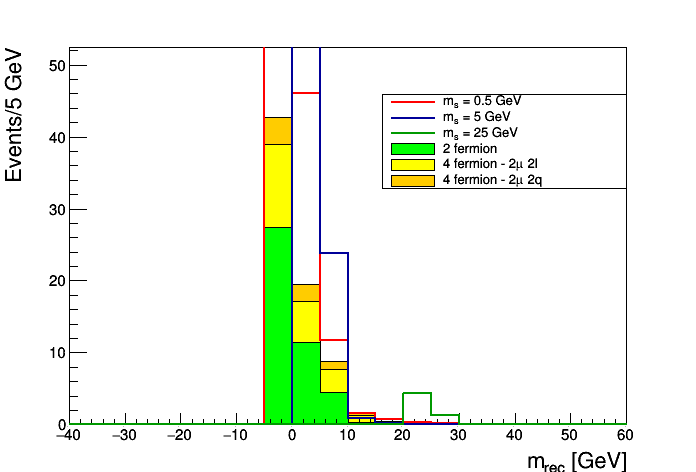 Events/5 GeV
50
40
30
20
10
0
m_s = 0.5 GeV
m_s = 5 GeV
m_s = 25 GeV
2 fermion
4 fermion - 2μ 2l
4 fermion - 2μ 2q
−40 −30 −20 −10 0 10 20 30 40 50 60
m_rec [GeV]